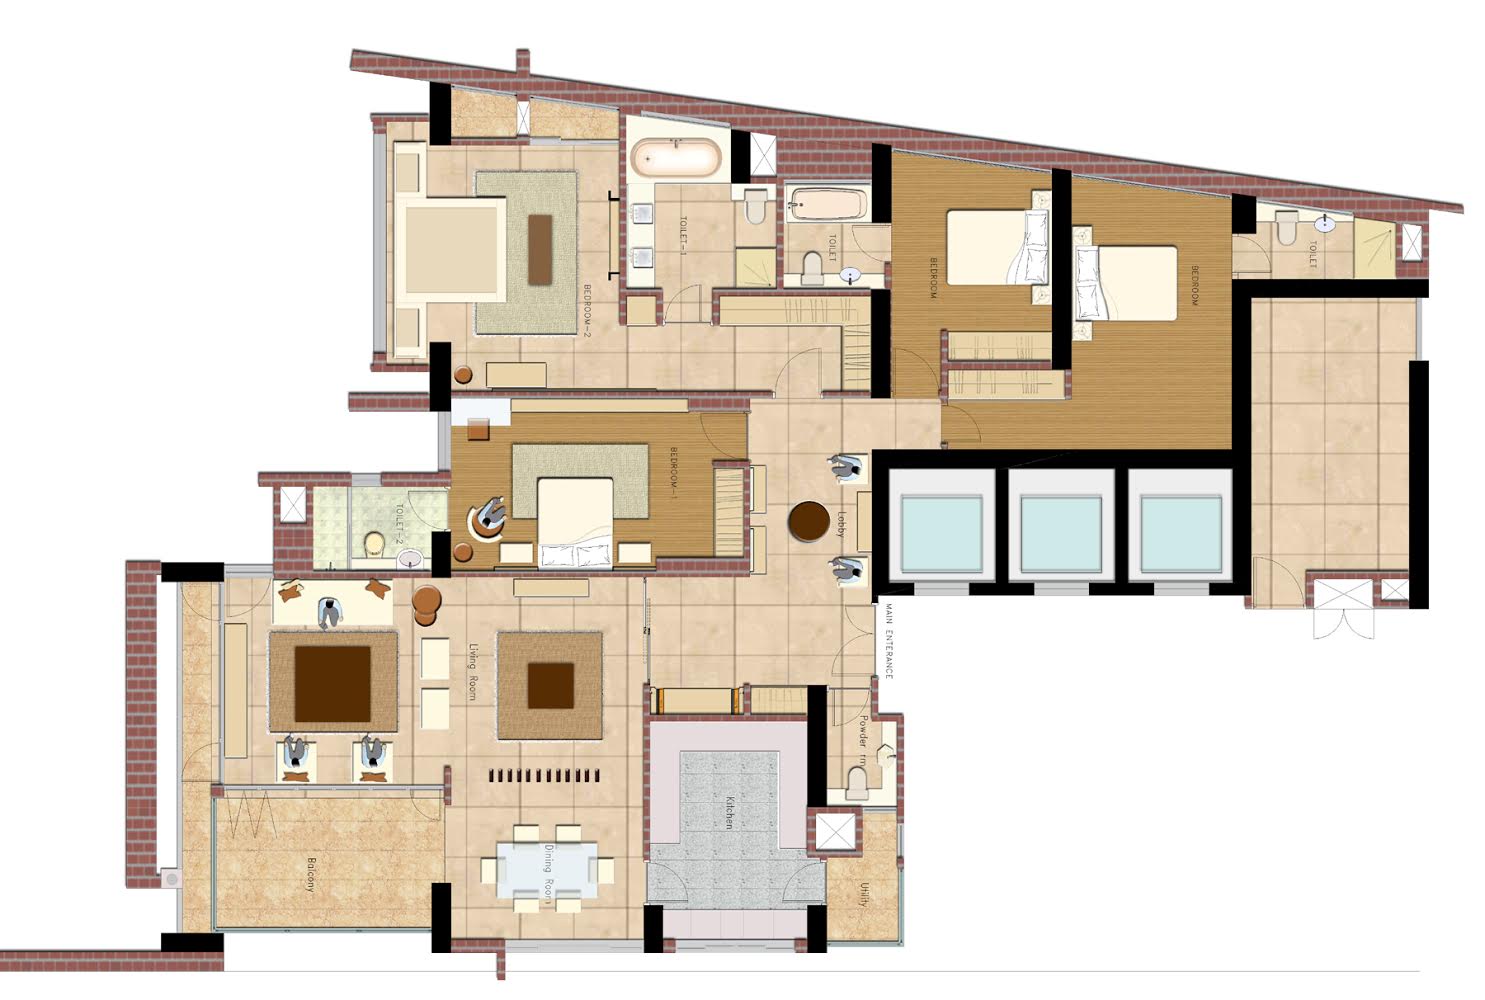 TOILET-1
TOILET
BEDROOM
BEDROOM
TOILET
BEDROOM-2
BEDROOM-1
TOILET-2
Lobby
MAIN ENTERANCE
Living Room
Powder rm
Kitchen
Dining Room
Balcony
Utility